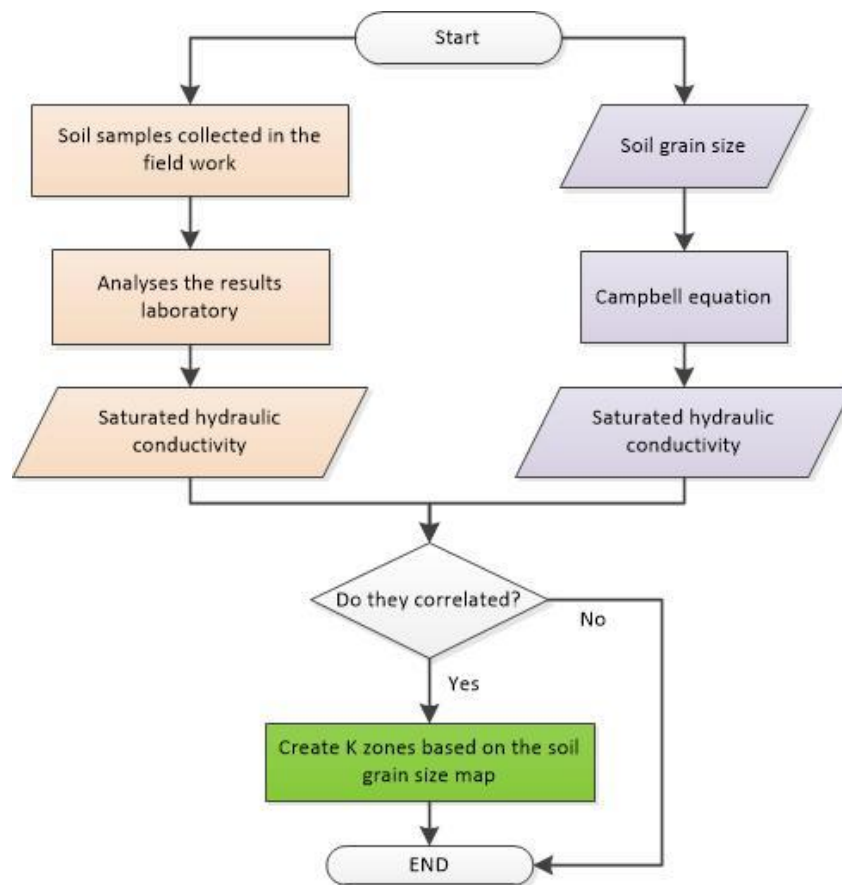 Start
Soil samples collected in the
field work
Soil grain size
Analyses the results
laboratory
Campbell equation
Saturated hydraulic
conductivity
Saturated hydraulic
conductivity
Do they correlated?
No
Yes
Create K zones based on the soil
grain size map
END